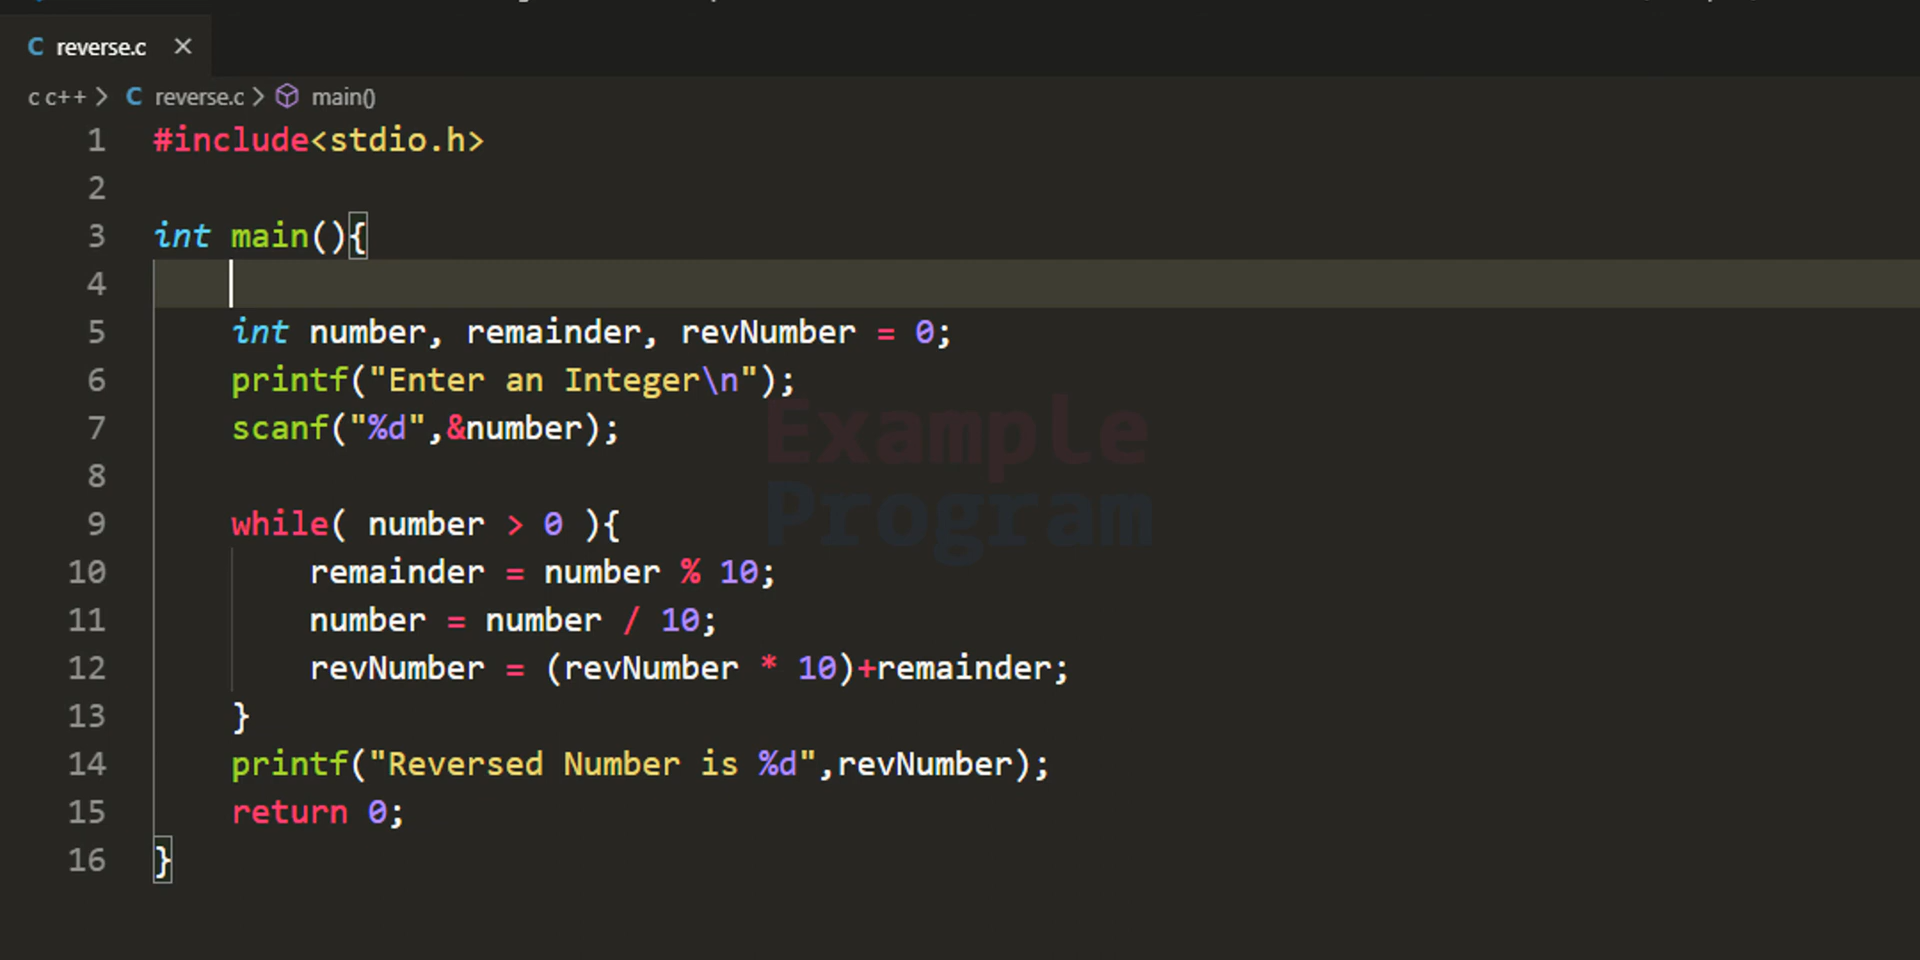 reverse.c
c c++ > reverse.c > main()
1 #include<stdio.h>
2
3 int main(){
4
5 int number, remainder, revNumber = 0;
6 printf("Enter an Integer\n");
7 scanf("%d",&number);
8
9 while( number > 0 ){
10 remainder = number % 10;
11 number = number / 10;
12 revNumber = (revNumber * 10)+remainder;
13 }
14 printf("Reversed Number is %d",revNumber);
15 return 0;
16 }
Example
Program